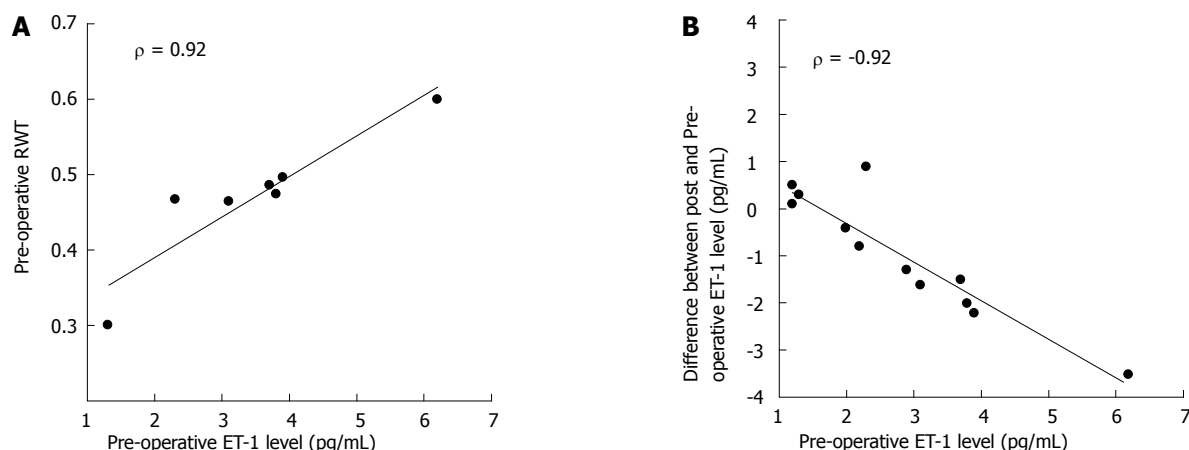 A
ρ = 0.92
Pre-operative RWT
0.7
0.6
0.5
0.4
0.3
1 2 3 4 5 6 7
Pre-operative ET-1 level (pg/mL)
B
ρ = -0.92
Difference between post and Pre-
operative ET-1 level (pg/mL)
4
3
2
1
0
-1
-2
-3
-4
1 2 3 4 5 6 7
Pre-operative ET-1 level (pg/mL)